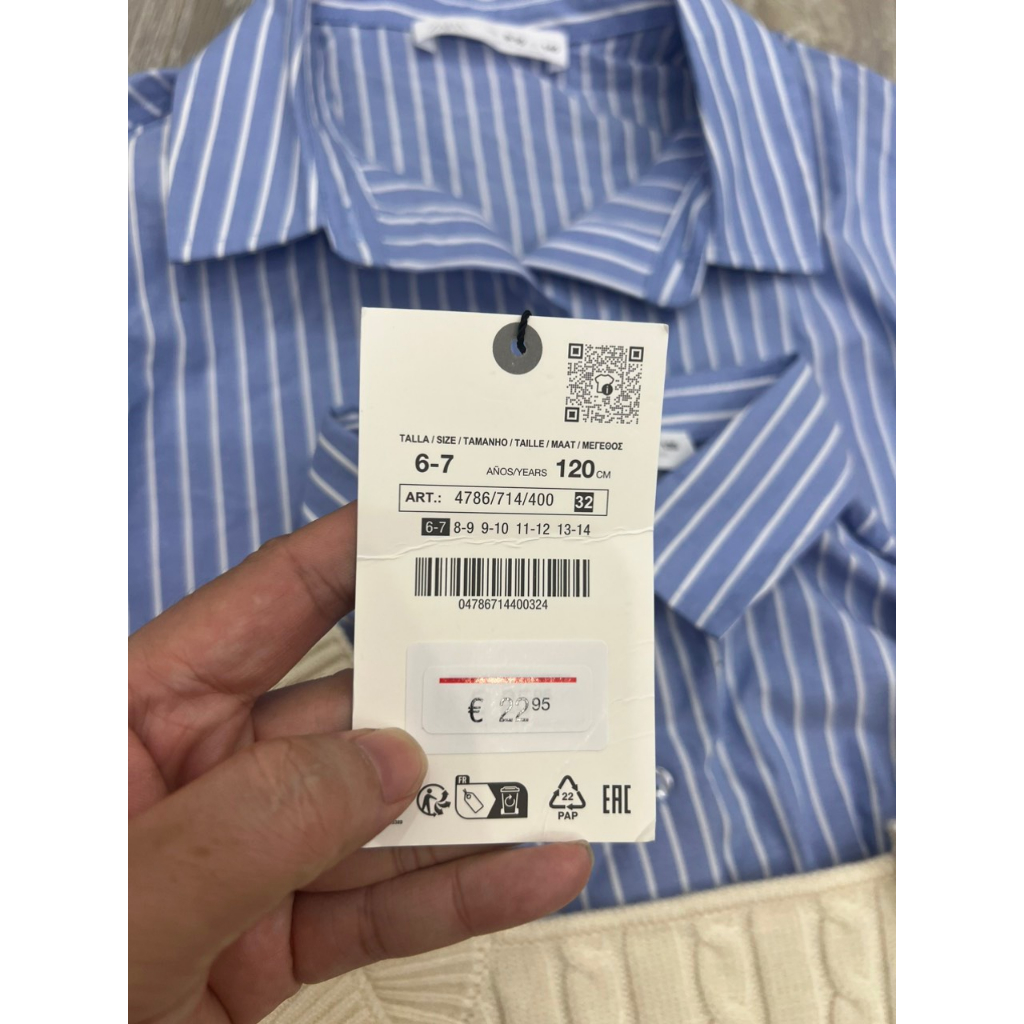 TALLA / SIZE / TAMANHO / TAILLE / MAAT / ΜΕΓΕΘΟΣ
6-7 AÑOS/YEARS 120 CM
ART.: 4786/714/400 32
6-7 8-9 9-10 11-12 13-14
04786714400324
€ 22 95
FR
22
PAP
EAC